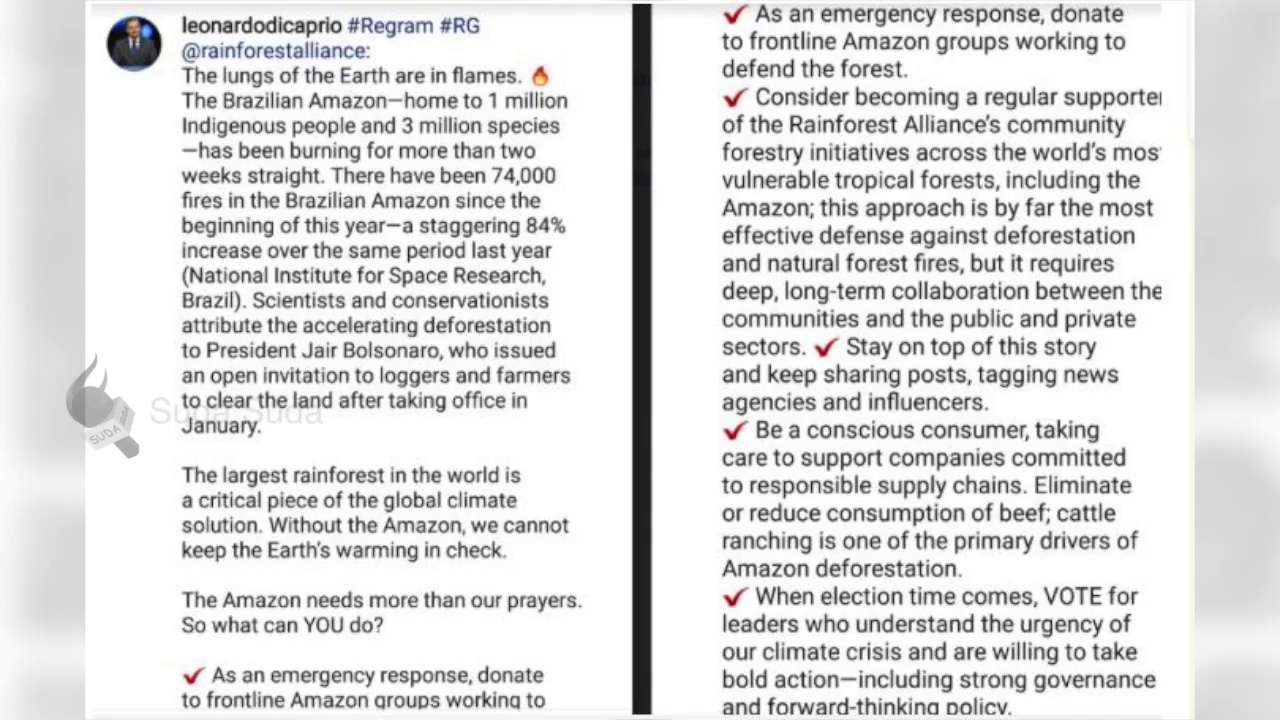 leonardodicaprio #Regram #RG
@rainforestalliance:
The lungs of the Earth are in flames. 🔥
The Brazilian Amazon—home to 1 million
Indigenous people and 3 million species
—has been burning for more than two
weeks straight. There have been 74,000
fires in the Brazilian Amazon since the
beginning of this year—a staggering 84%
increase over the same period last year
(National Institute for Space Research,
Brazil). Scientists and conservationists
attribute the accelerating deforestation
to President Jair Bolsonaro, who issued
an open invitation to loggers and farmers
to clear the land after taking office in
January.
The largest rainforest in the world is
a critical piece of the global climate
solution. Without the Amazon, we cannot
keep the Earth's warming in check.
The Amazon needs more than our prayers.
So what can YOU do?
✔ As an emergency response, donate
to frontline Amazon groups working to
✔ As an emergency response, donate
to frontline Amazon groups working to
defend the forest.
✔ Consider becoming a regular supporter
of the Rainforest Alliance's community
forestry initiatives across the world's mos
vulnerable tropical forests, including the
Amazon; this approach is by far the most
effective defense against deforestation
and natural forest fires, but it requires
deep, long-term collaboration between the
communities and the public and private
sectors. ✔ Stay on top of this story
and keep sharing posts, tagging news
agencies and influencers.
✔ Be a conscious consumer, taking
care to support companies committed
to responsible supply chains. Eliminate
or reduce consumption of beef; cattle
ranching is one of the primary drivers of
Amazon deforestation.
✔ When election time comes, VOTE for
leaders who understand the urgency of
our climate crisis and are willing to take
bold action—including strong governance
and forward-thinking policy.
SUDA
SUDA
Suda Suda